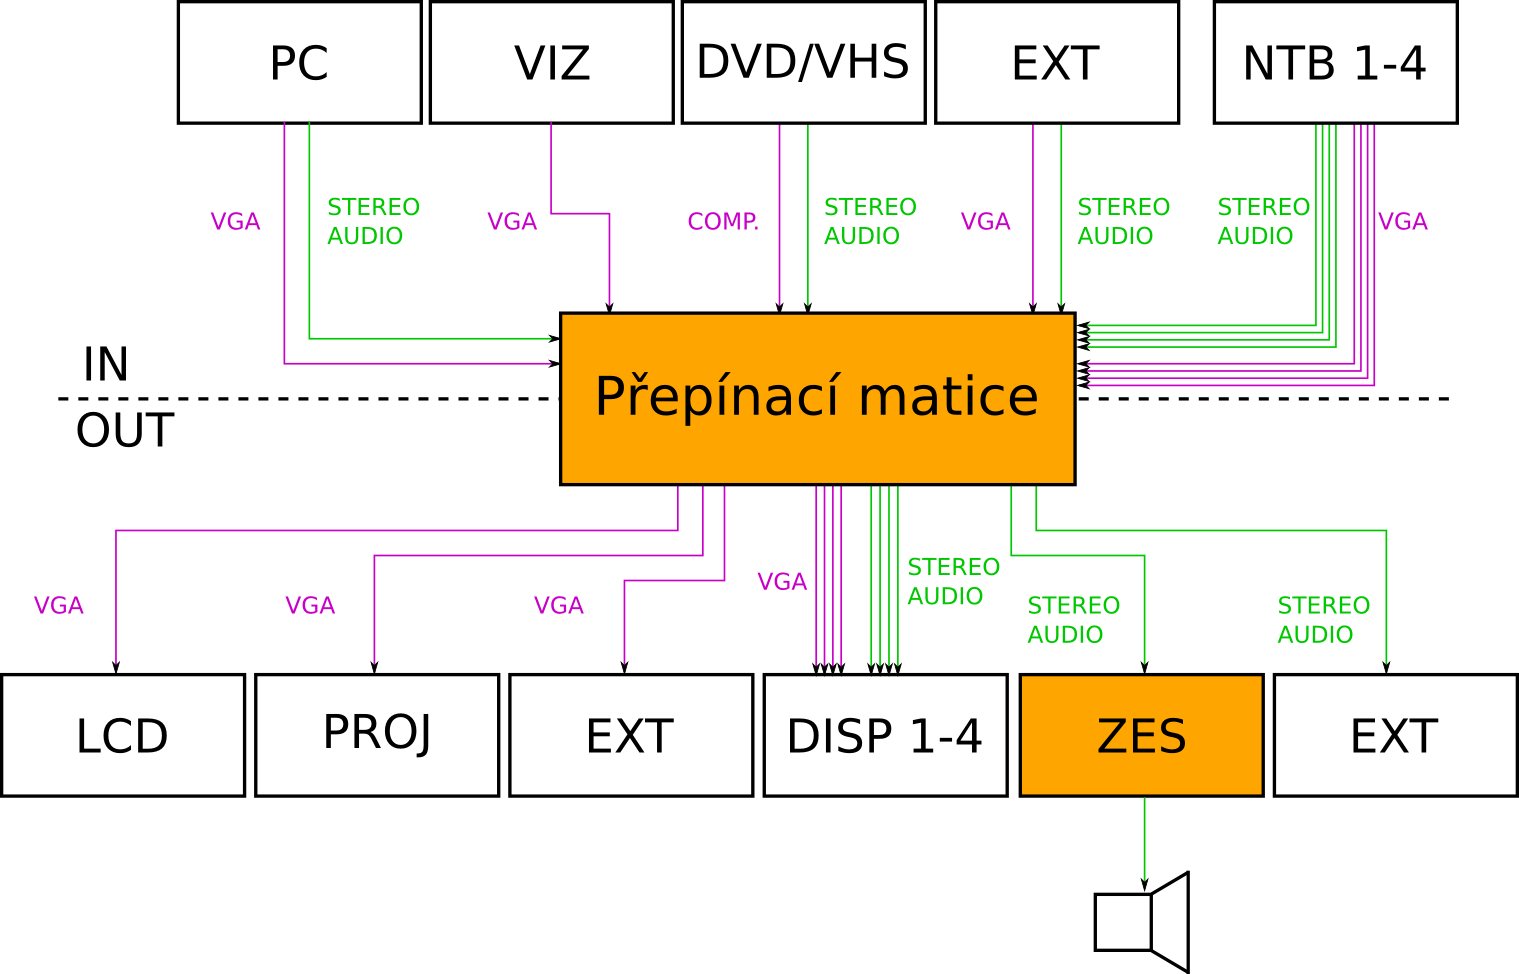 PC
VIZ
DVD/VHS
EXT
NTB 1-4
VGA
STEREO
AUDIO
VGA
COMP.
STEREO
AUDIO
VGA
STEREO
AUDIO
STEREO
AUDIO
VGA
IN
OUT
Přepínací matice
VGA
VGA
VGA
VGA
STEREO
AUDIO
STEREO
AUDIO
STEREO
AUDIO
LCD
PROJ
EXT
DISP 1-4
ZES
EXT